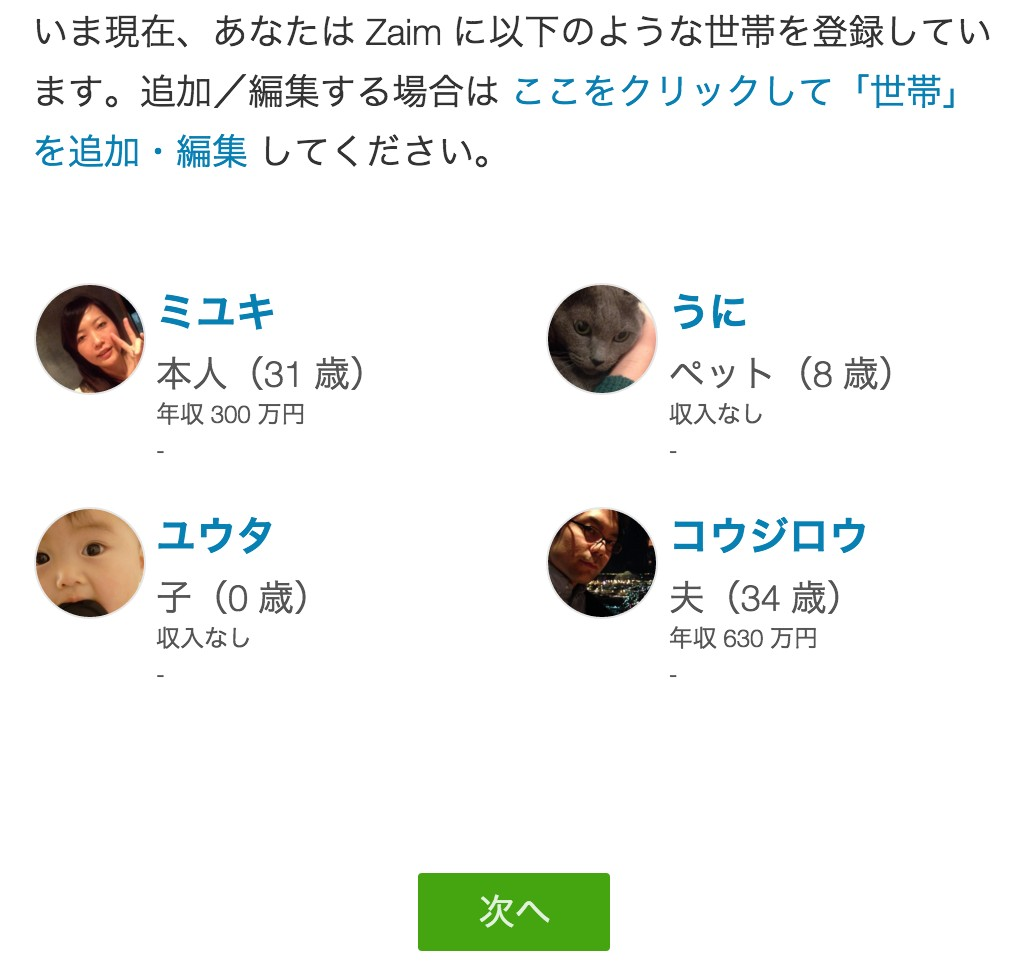 いま現在、あなたは Zaim に以下のような世帯を登録してい
ます。追加／編集する場合は ここをクリックして「世帯」
を追加・編集 してください。
ミユキ
本人（31 歳）
年収 300 万円
-
うに
ペット（8 歳）
収入なし
-
ユウタ
子（0 歳）
収入なし
-
コウジロウ
夫（34 歳）
年収 630 万円
-
次へ